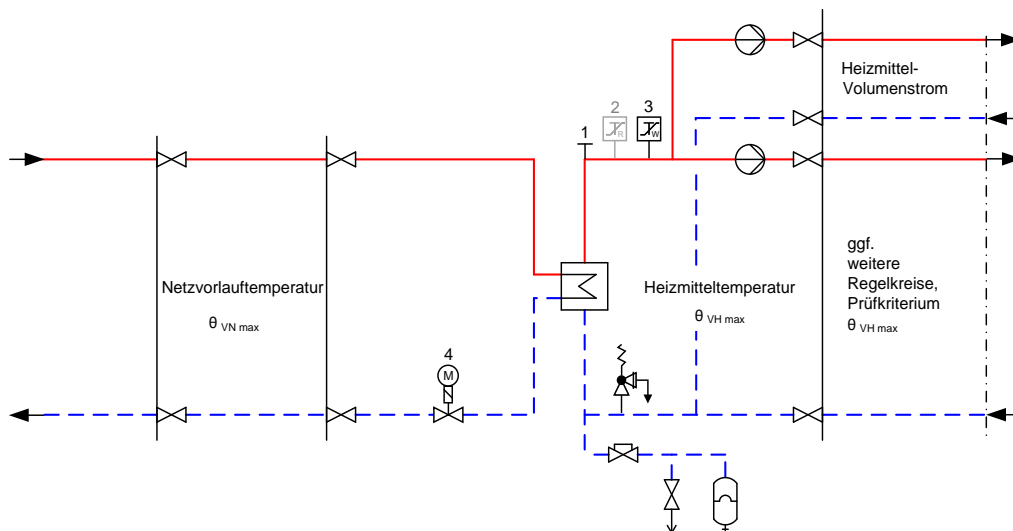 Heizmittel-
Volumenstrom
2
3
1
R
W
Netzvorlauftemperatur
θ VN max
Heizmitteltemperatur
θ VH max
ggf.
weitere
Regelkreise,
Prüfkriterium
θ VH max
4
M